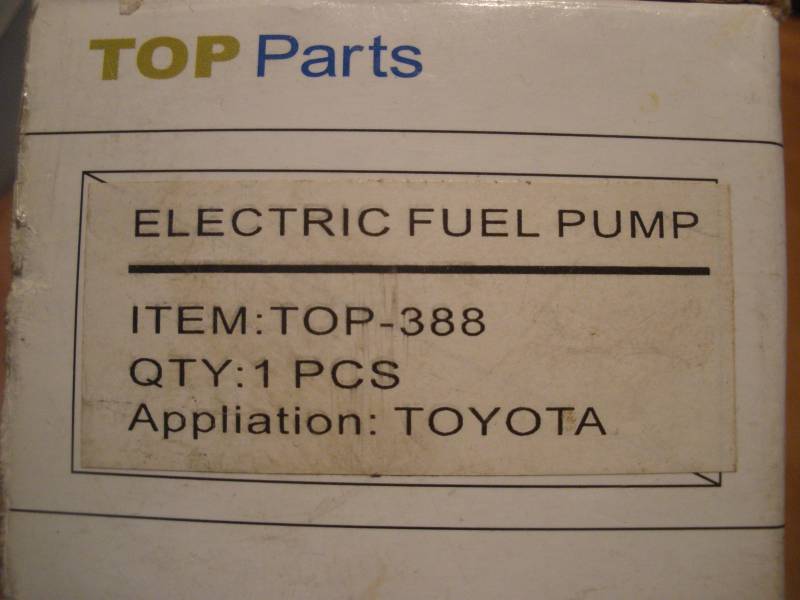 TOP Parts
ELECTRIC FUEL PUMP
ITEM:TOP-388
QTY:1 PCS
Appliation: TOYOTA